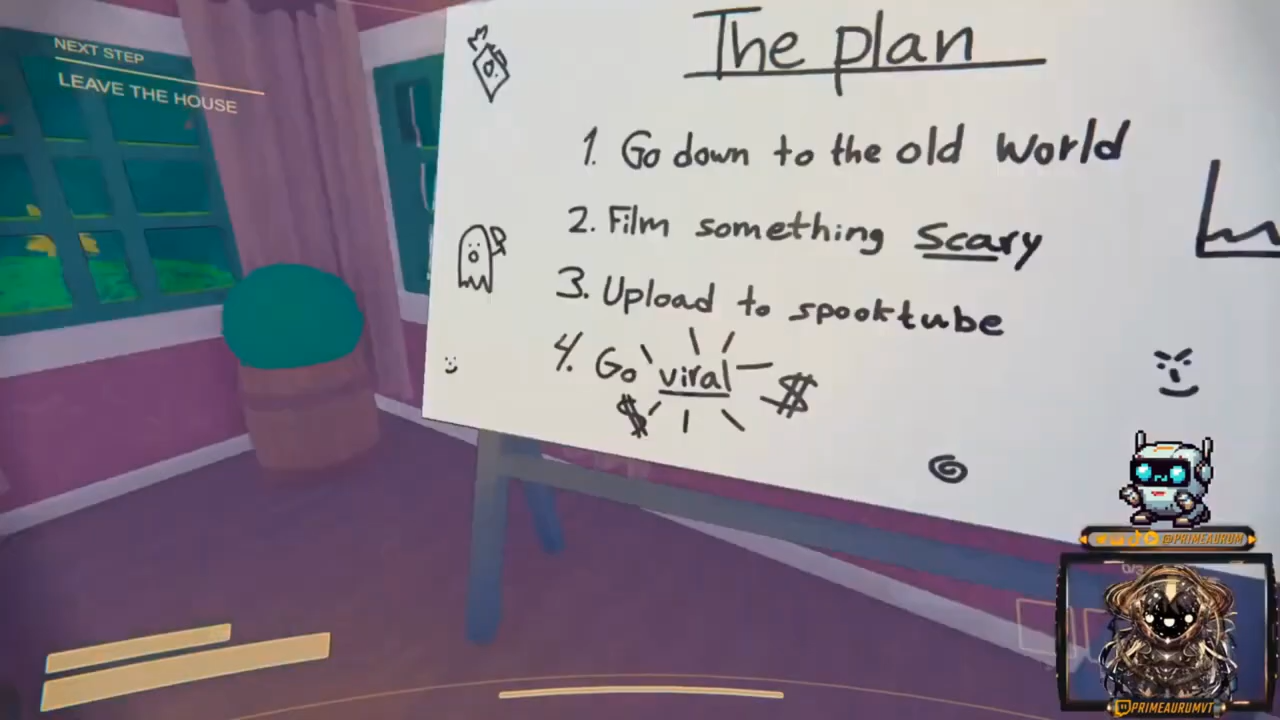 NEXT STEP
LEAVE THE HOUSE
The plan
1. Go down to the old world
2. Film something scary
3. Upload to spooktube
4. Go viral $
$
@PRIMEAURUM
PRIMEAURUMVT